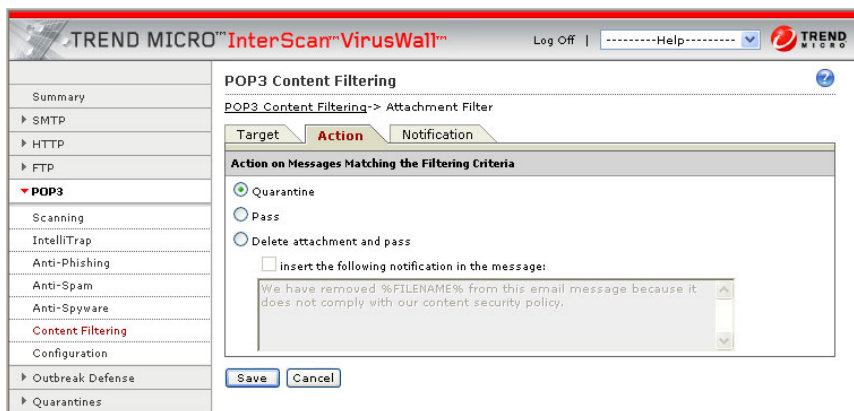 TREND MICRO™ InterScan™ VirusWall™
Log Off | ---------Help---------
TREND MICRO
Summary
SMTP
HTTP
FTP
POP3
Scanning
IntelliTrap
Anti-Phishing
Anti-Spam
Anti-Spyware
Content Filtering
Configuration
Outbreak Defense
Quarantines
POP3 Content Filtering
?
POP3 Content Filtering-> Attachment Filter
Target Action Notification
Action on Messages Matching the Filtering Criteria
Quarantine
Pass
Delete attachment and pass
insert the following notification in the message:
We have removed %FILENAME% from this email message because it
does not comply with our content security policy.
Save Cancel